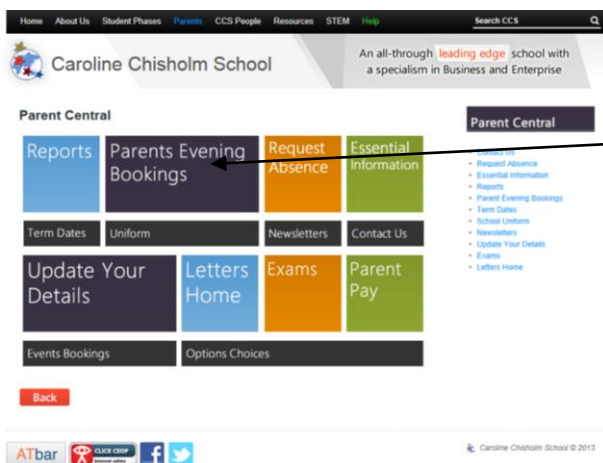 Home About Us Student Phases Parents CCS People Resources STEM Help Search CCS
Caroline Chisholm School
An all-through leading edge school with
a specialism in Business and Enterprise
Parent Central
Reports
Parents Evening
Bookings
Request
Absence
Essential
Information
Term Dates
Uniform
Newsletters
Contact Us
Update Your
Details
Letters
Home
Exams
Parent
Pay
Events Bookings
Options Choices
Back
Parent Central
Contact Us
Request Absence
Essential Information
Reports
Parent Evening Bookings
Term Dates
School Uniform
Newsletters
Update Your Details
Exams
Letters Home
ATbar
CLICK CEOP
Internet safety
f
Caroline Chisholm School © 2013